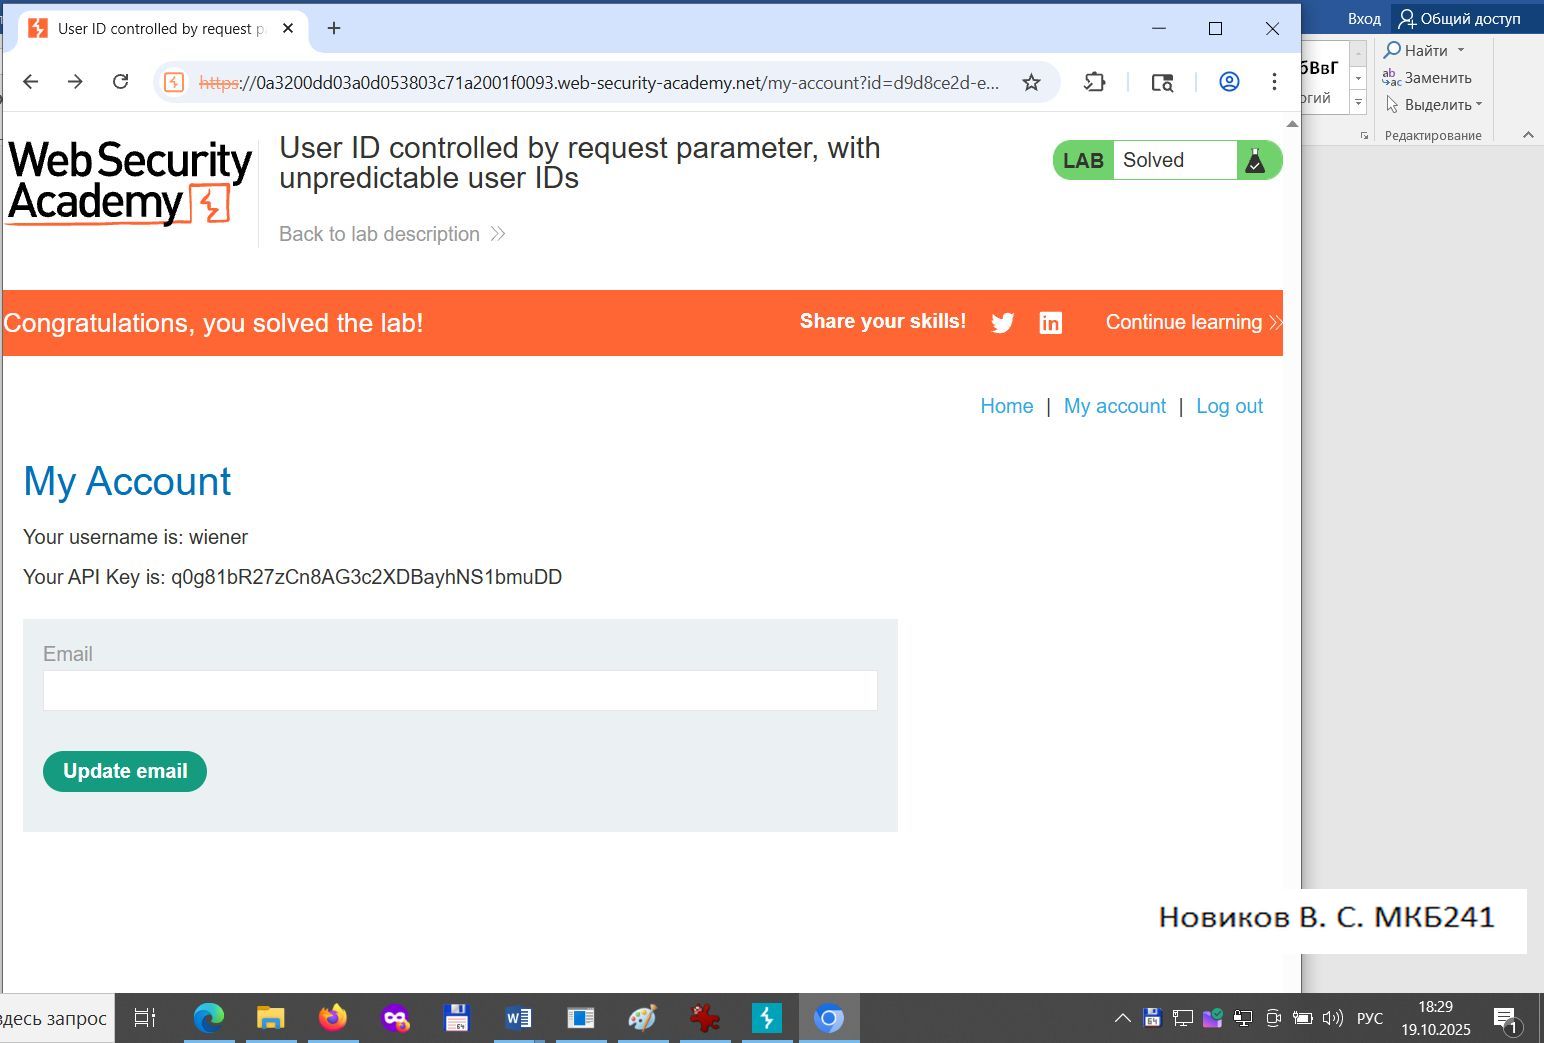 User ID controlled by request p
https://0a3200dd03a0d053803c71a2001f0093.web-security-academy.net/my-account?id=d9d8ce2d-e...
Вход
Общий доступ
Найти
Заменить
Выделить
Редактирование
Web Security
Academy
User ID controlled by request parameter, with
unpredictable user IDs
Back to lab description
LAB Solved
Congratulations, you solved the lab!
Share your skills!
Continue learning
Home | My account | Log out
My Account
Your username is: wiener
Your API Key is: q0g81bR27zCn8AG3c2XDBayhNS1bmuDD
Email
Update email
Новиков В. С. МКБ241
здесь запрос
64
64
РУС
18:29
19.10.2025
1